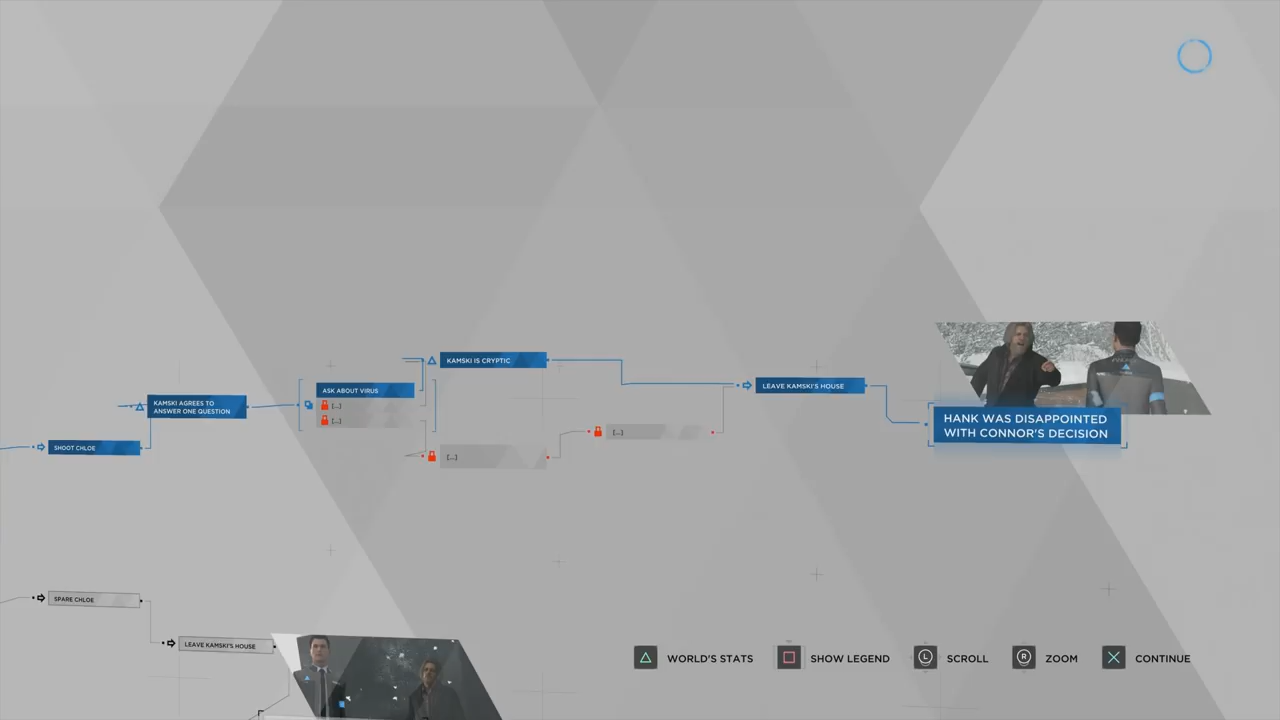 KAMSKI IS CRYPTIC
ASK ABOUT VIRUS
[...]
[...]
KAMSKI AGREES TO
ANSWER ONE QUESTION
SHOOT CHLOE
[...]
[...]
LEAVE KAMSKI'S HOUSE
HANK WAS DISAPPOINTED
WITH CONNOR'S DECISION
SPARE CHLOE
LEAVE KAMSKI'S HOUSE
WORLD'S STATS
SHOW LEGEND
L
SCROLL
R
ZOOM
CONTINUE